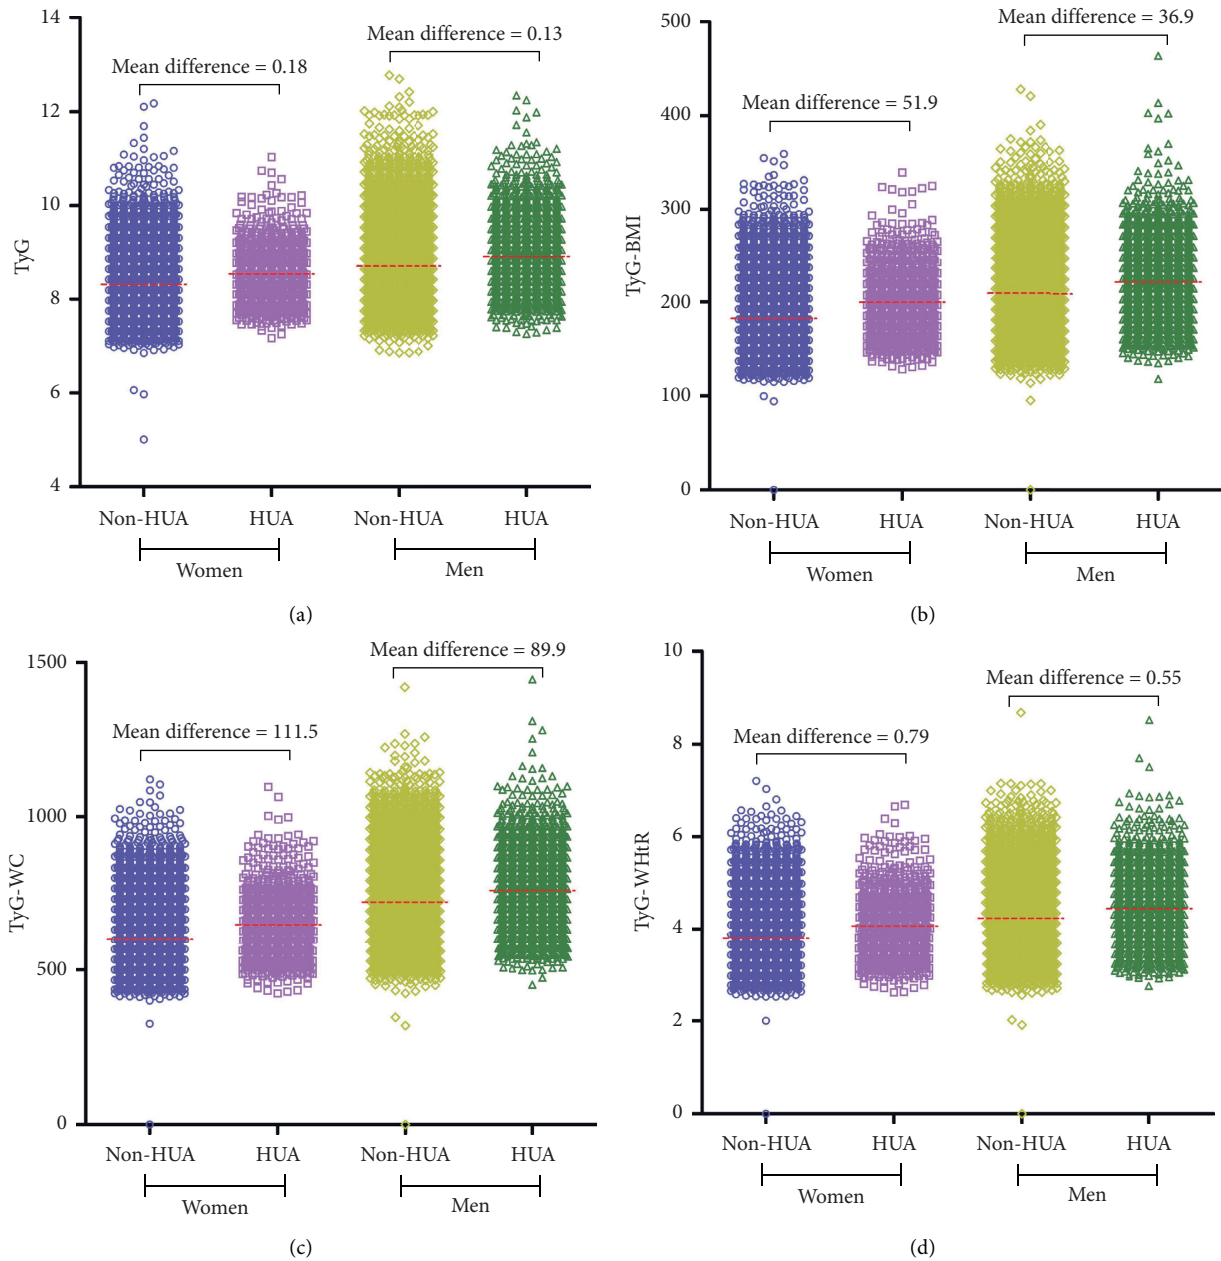 TyG
14
12
10
8
6
4
Mean difference = 0.18
Mean difference = 0.13
Non-HUA HUA Non-HUA HUA
Women Men
(a)
TyG-BMI
500
400
300
200
100
0
Mean difference = 51.9
Mean difference = 36.9
Non-HUA HUA Non-HUA HUA
Women Men
(b)
TyG-WC
1500
1000
500
0
Mean difference = 111.5
Mean difference = 89.9
Non-HUA HUA Non-HUA HUA
Women Men
(c)
TyG-WHtR
10
8
6
4
2
0
Mean difference = 0.79
Mean difference = 0.55
Non-HUA HUA Non-HUA HUA
Women Men
(d)